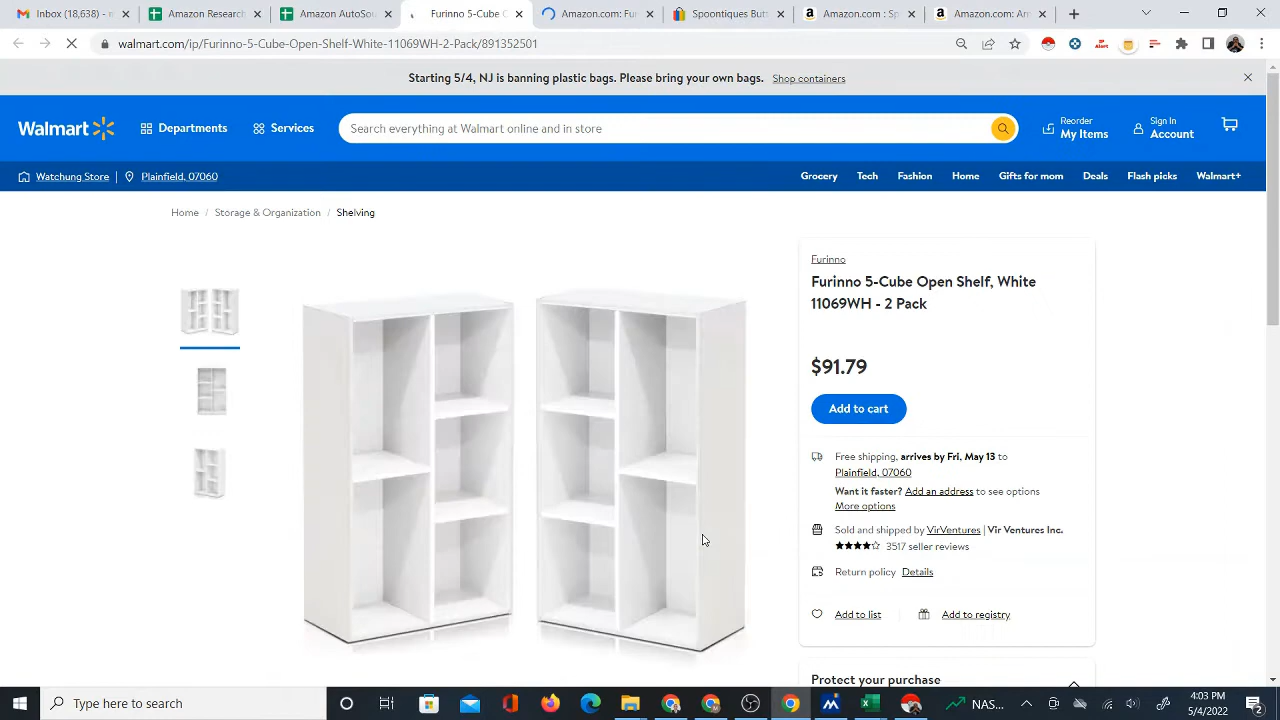 Inbox (18,638) - n
Amazon Research
Amazon AutoSo
Furinno 5-Cube O
Amazon.com: Fur
Spoontiques Butt
Amazon.com : Sp
Amazon.com: Am
walmart.com/ip/Furinno-5-Cube-Open-Shelf-White-11069WH-2-Pack/891352501
Starting 5/4, NJ is banning plastic bags. Please bring your own bags. Shop containers
Walmart
Departments
Services
Search everything at Walmart online and in store
Reorder
My Items
Sign In
Account
Watchung Store
Plainfield, 07060
Grocery
Tech
Fashion
Home
Gifts for mom
Deals
Flash picks
Walmart+
Home / Storage & Organization / Shelving
Furinno
Furinno 5-Cube Open Shelf, White
11069WH - 2 Pack
$91.79
Add to cart
Free shipping, arrives by Fri, May 13 to
Plainfield, 07060
Want it faster? Add an address to see options
More options
Sold and shipped by VirVentures | Vir Ventures Inc.
3517 seller reviews
Return policy Details
Add to list
Add to registry
Protect your purchase
Type here to search
NAS...
4:03 PM
5/4/2022
2